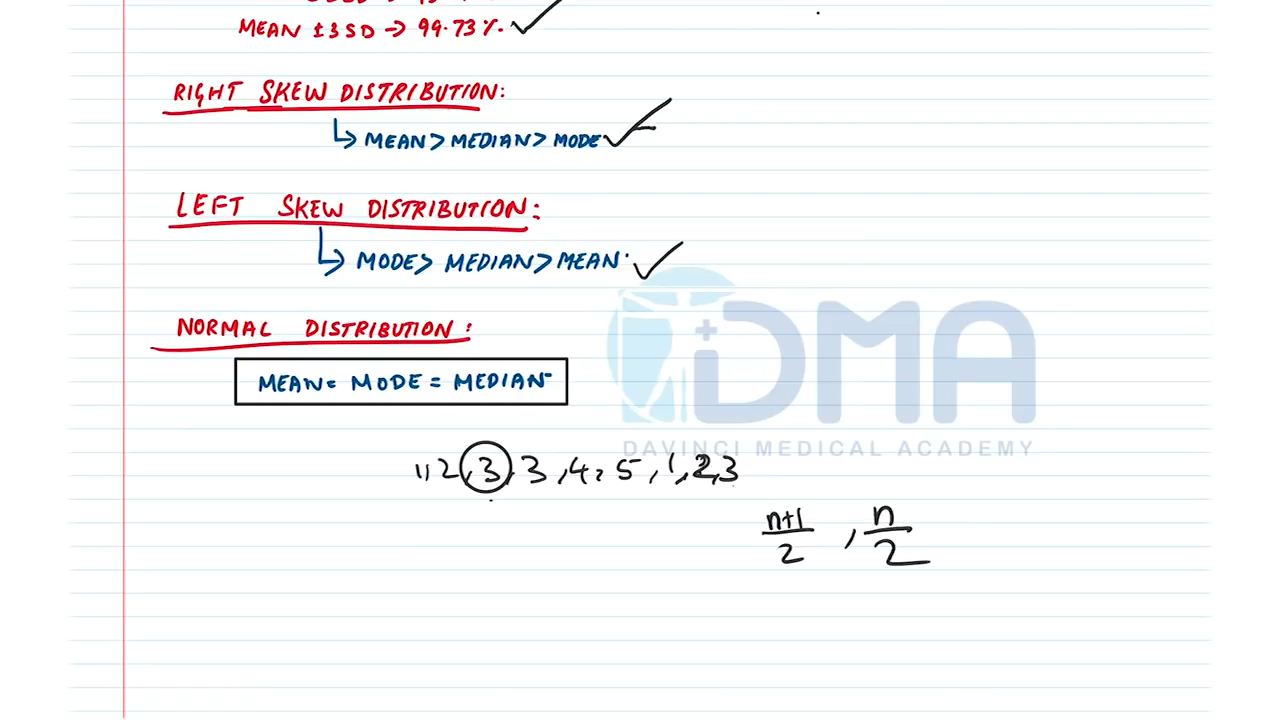 MEAN ±3SD → 99.73%.
RIGHT SKEW DISTRIBUTION:
↳ MEAN > MEDIAN > MODE
LEFT SKEW DISTRIBUTION:
↳ MODE > MEDIAN > MEAN.
NORMAL DISTRIBUTION:
MEAN = MODE = MEDIAN
iDMA
DAVINCI MEDICAL ACADEMY
1,2,3,3,4,5,1,2,3
n+1/2 , n/2